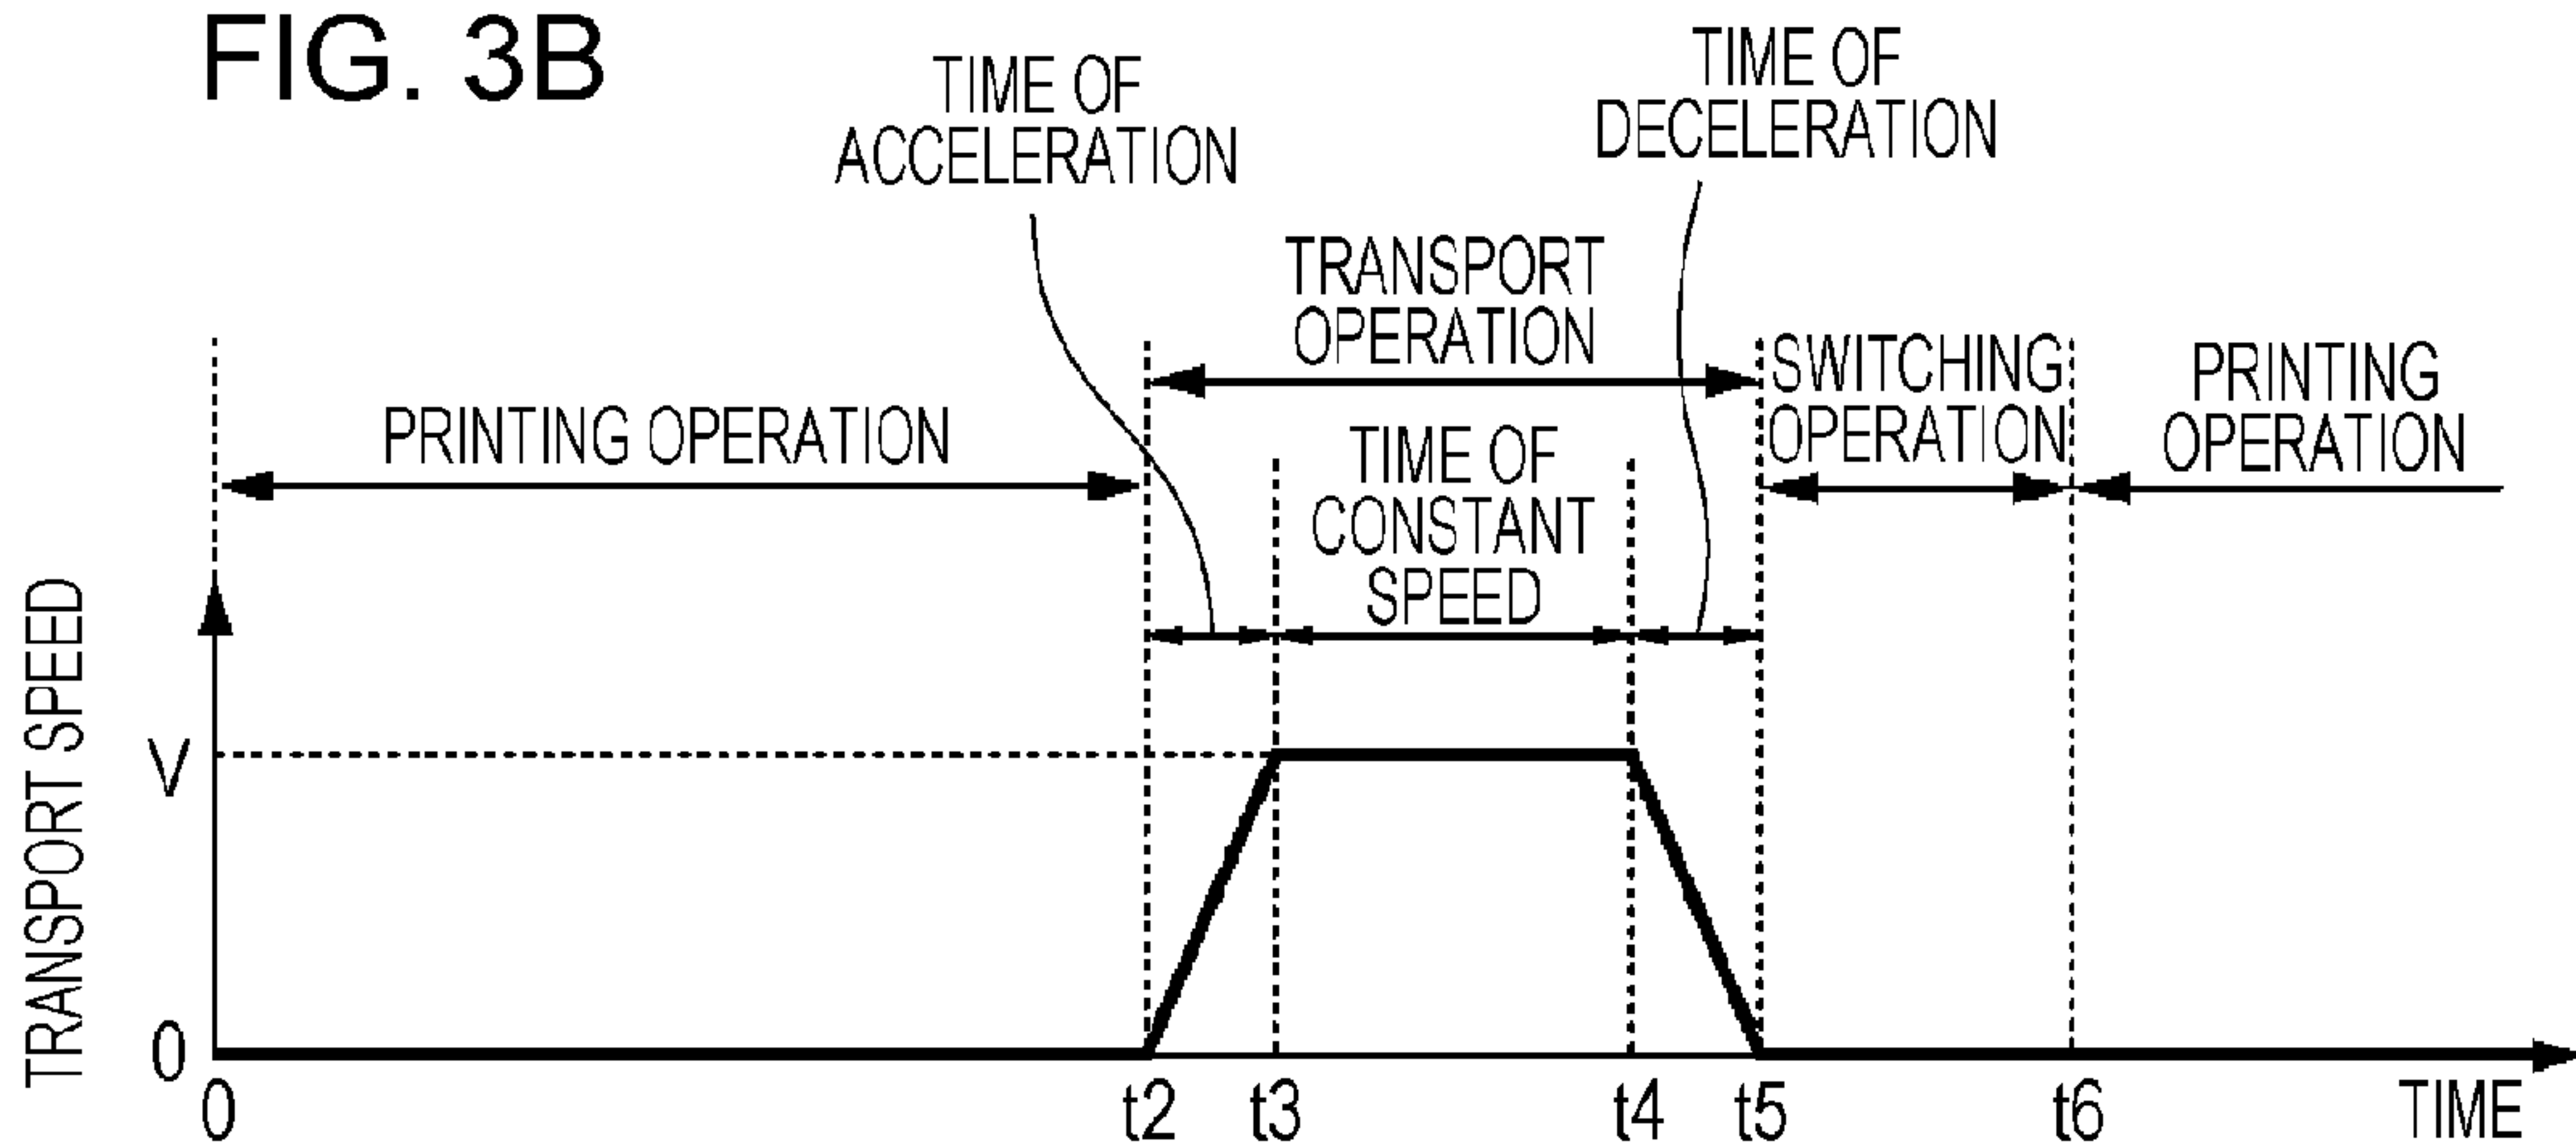 FIG. 3B
TIME OF
ACCELERATION
TIME OF
DECELERATION
TRANSPORT
OPERATION
PRINTING OPERATION
SWITCHING
OPERATION
PRINTING
OPERATION
TIME OF
CONSTANT
SPEED
TRANSPORT SPEED
V
0
0
t2
t3
t4
t5
t6
TIME